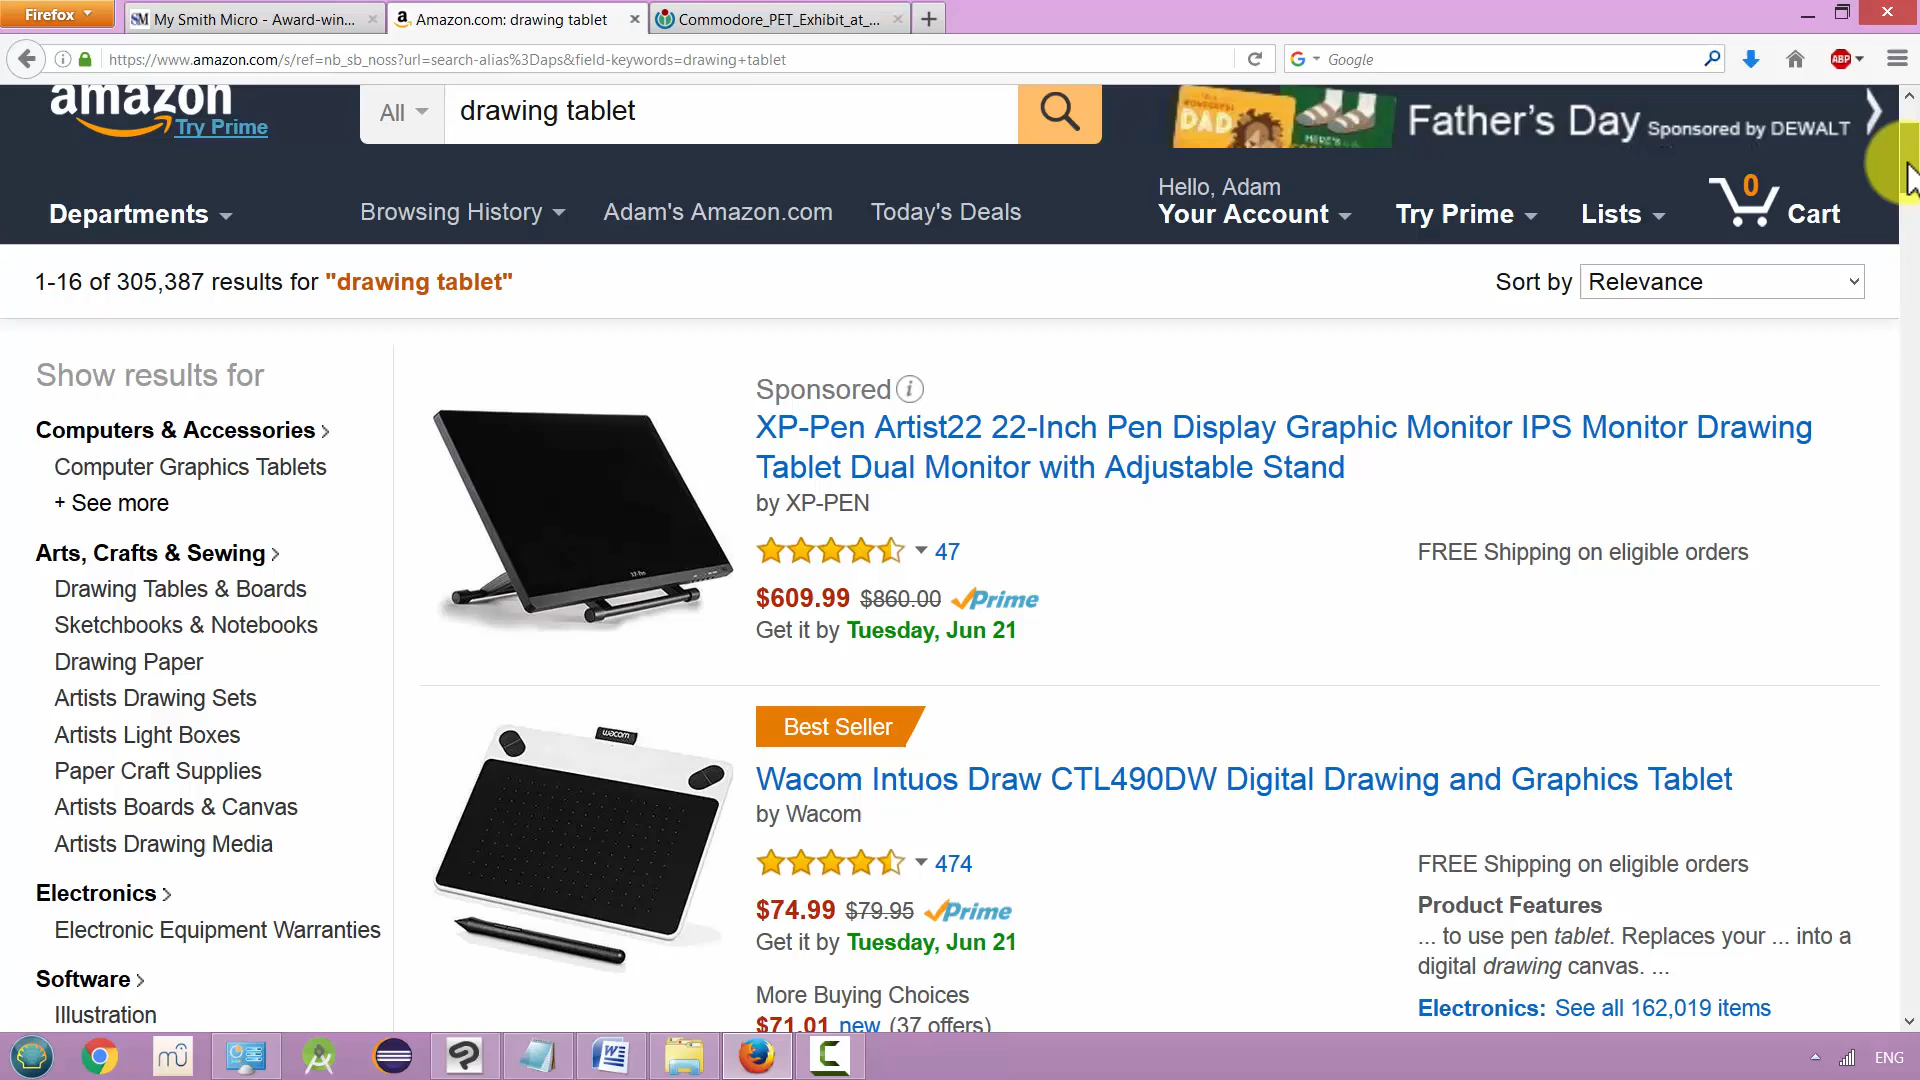 Firefox
SM My Smith Micro - Award-win...
Amazon.com: drawing tablet
Commodore_PET_Exhibit_at_...
https://www.amazon.com/s/ref=nb_sb_noss?url=search-alias%3Daps&field-keywords=drawing+tablet
Google
ABP
amazon
Try Prime
All
drawing tablet
DAD
Father's Day Sponsored by DEWALT
Departments
Browsing History
Adam's Amazon.com
Today's Deals
Hello, Adam
Your Account
Try Prime
Lists
0
Cart
1-16 of 305,387 results for "drawing tablet"
Sort by Relevance
Show results for
Computers & Accessories
Computer Graphics Tablets
+ See more
Arts, Crafts & Sewing
Drawing Tables & Boards
Sketchbooks & Notebooks
Drawing Paper
Artists Drawing Sets
Artists Light Boxes
Paper Craft Supplies
Artists Boards & Canvas
Artists Drawing Media
Electronics
Electronic Equipment Warranties
Software
Illustration
Sponsored
XP-Pen Artist22 22-Inch Pen Display Graphic Monitor IPS Monitor Drawing
Tablet Dual Monitor with Adjustable Stand
by XP-PEN
47
FREE Shipping on eligible orders
$609.99 $860.00 Prime
Get it by Tuesday, Jun 21
wacom
Best Seller
Wacom Intuos Draw CTL490DW Digital Drawing and Graphics Tablet
by Wacom
474
FREE Shipping on eligible orders
$74.99 $79.95 Prime
Get it by Tuesday, Jun 21
Product Features
... to use pen tablet. Replaces your ... into a
digital drawing canvas. ...
More Buying Choices
$71.01 new (37 offers)
Electronics: See all 162,019 items
ENG